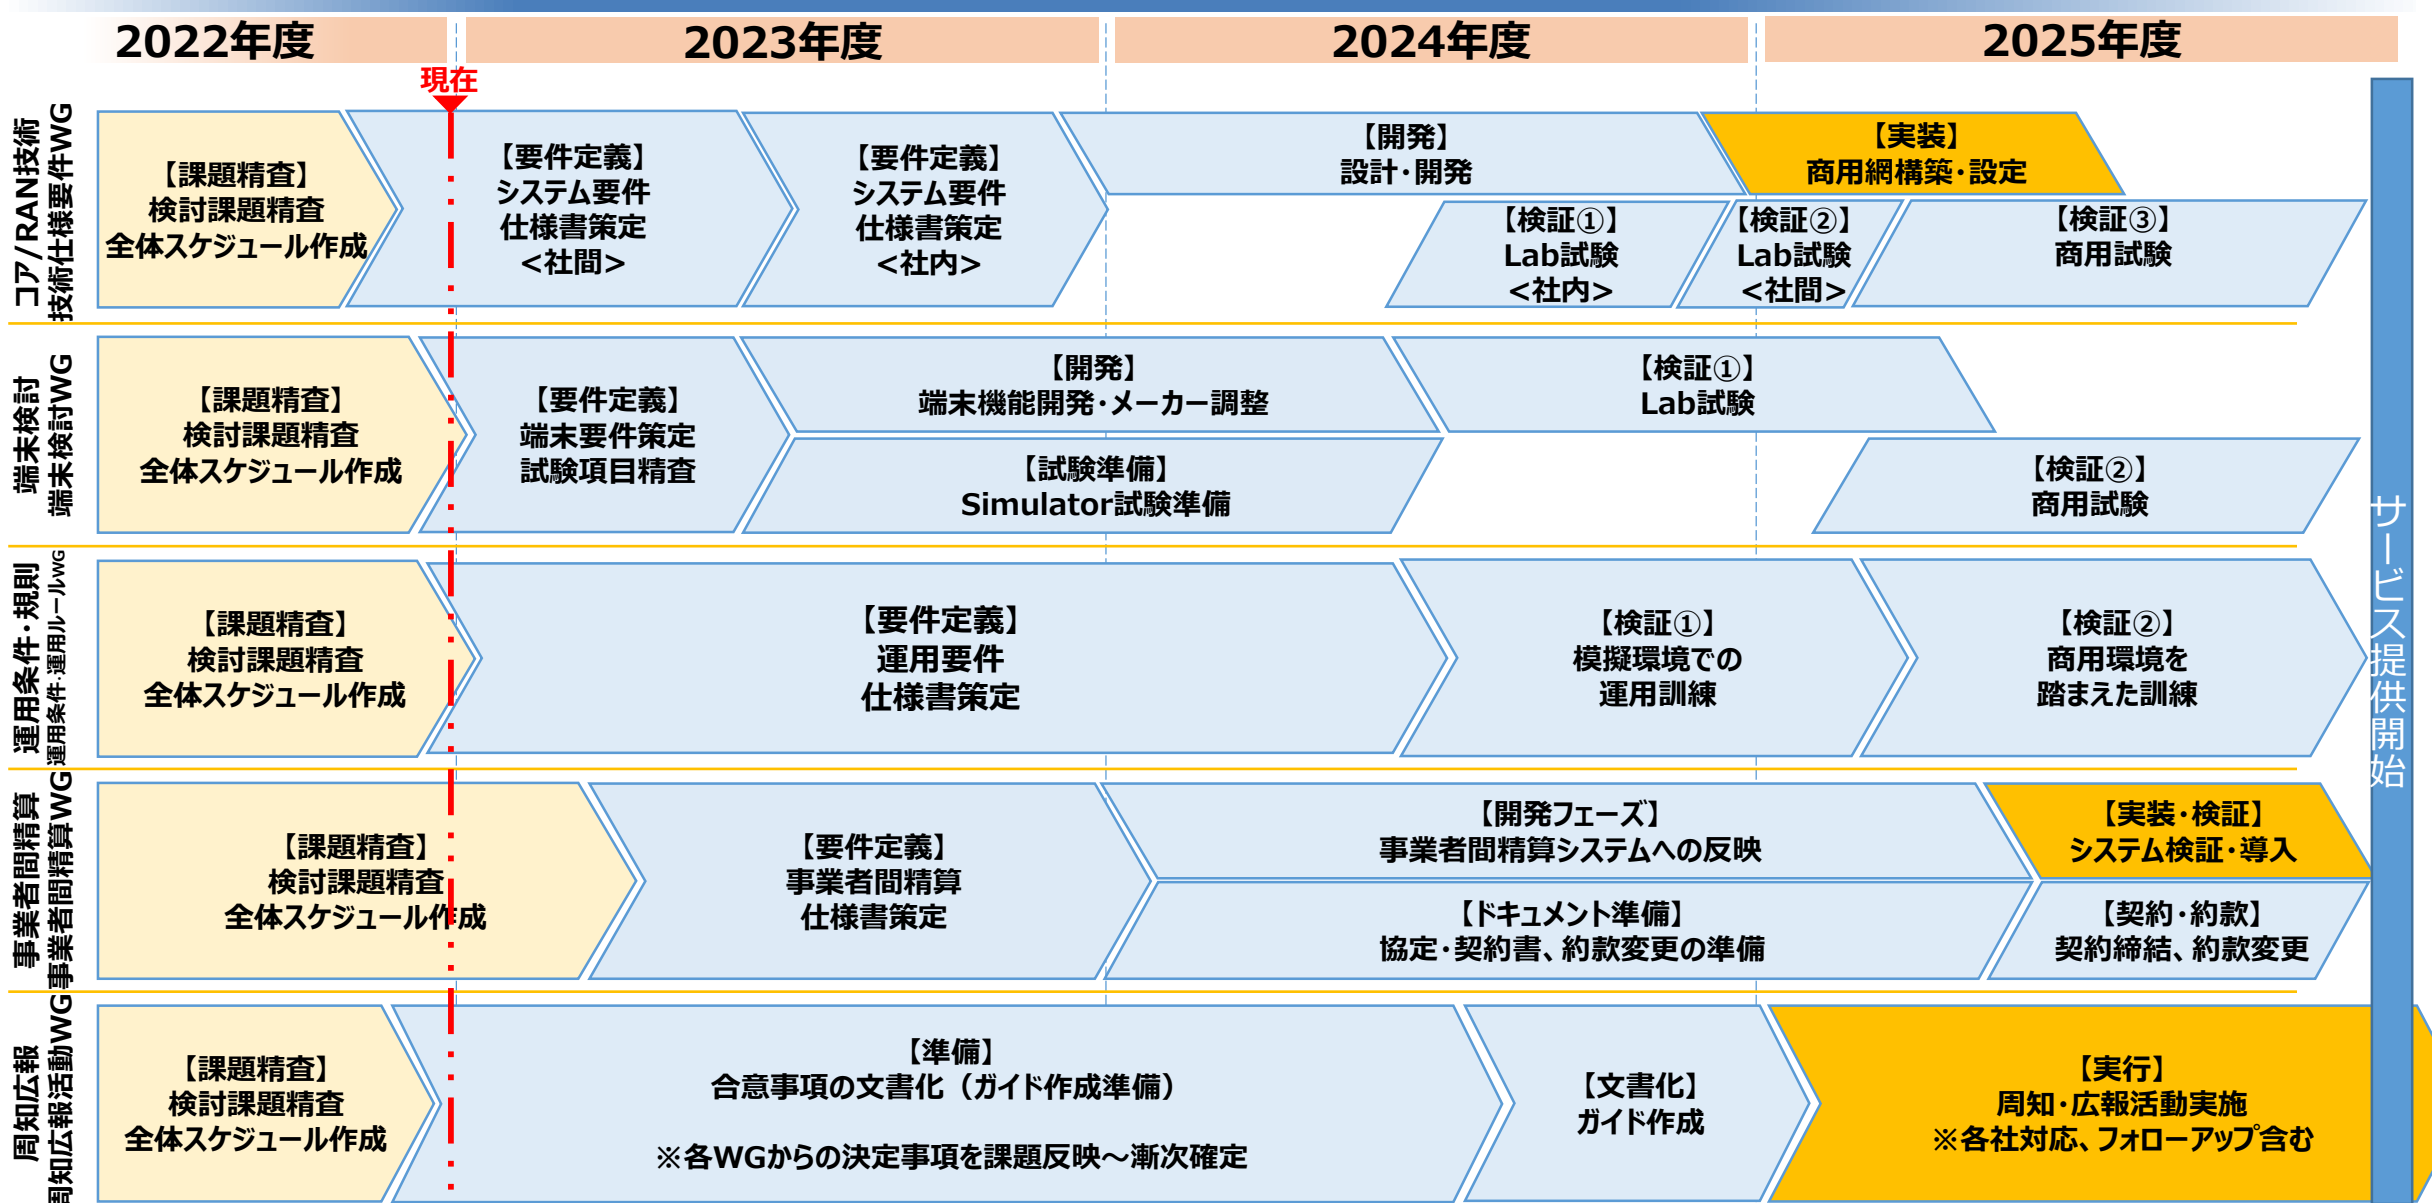 2022年度
2023年度
2024年度
2025年度
現在
コア/RAN技術
技術仕様要件WG
【課題精査】
検討課題精査
全体スケジュール作成
【要件定義】
システム要件
仕様書策定
<社間>
【要件定義】
システム要件
仕様書策定
<社内>
【開発】
設計・開発
【実装】
商用網構築・設定
【検証①】
Lab試験
<社内>
【検証②】
Lab試験
<社間>
【検証③】
商用試験
端末検討
端末検討WG
【課題精査】
検討課題精査
全体スケジュール作成
【要件定義】
端末要件策定
試験項目精査
【開発】
端末機能開発・メーカー調整
【試験準備】
Simulator試験準備
【検証①】
Lab試験
【検証②】
商用試験
運用条件・規則
運用条件・運用ルールWG
【課題精査】
検討課題精査
全体スケジュール作成
【要件定義】
運用要件
仕様書策定
【検証①】
模擬環境での
運用訓練
【検証②】
商用環境を
踏まえた訓練
事業者間精算
事業者間精算WG
【課題精査】
検討課題精査
全体スケジュール作成
【要件定義】
事業者間精算
仕様書策定
【開発フェーズ】
事業者間精算システムへの反映
【ドキュメント準備】
協定・契約書、約款変更の準備
【実装・検証】
システム検証・導入
【契約・約款】
契約締結、約款変更
周知広報
周知広報活動WG
【課題精査】
検討課題精査
全体スケジュール作成
【準備】
合意事項の文書化（ガイド作成準備）
※各WGからの決定事項を課題反映～漸次確定
【文書化】
ガイド作成
【実行】
周知・広報活動実施
※各社対応、フォローアップ含む
サービス提供開始